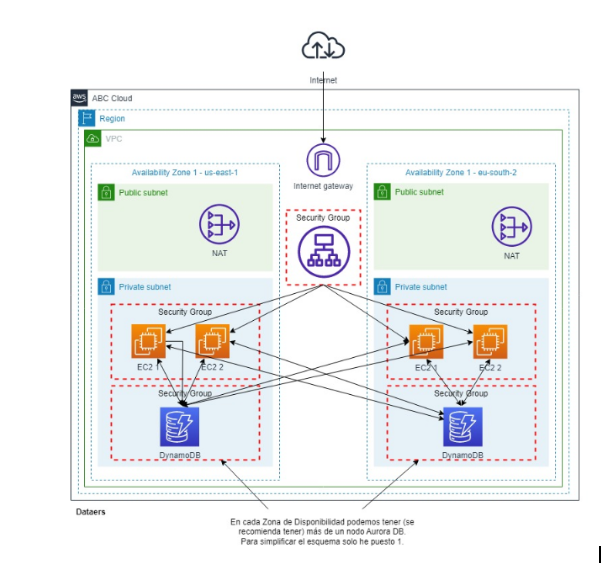 Internet
aws
ABC Cloud
Region
VPC
Internet gateway
Availability Zone 1 - us-east-1
Availability Zone 1 - eu-south-2
Public subnet
Public subnet
NAT
NAT
Security Group
Private subnet
Private subnet
Security Group
Security Group
EC2 1
EC2 2
EC2 1
EC2 2
Security Group
Security Group
DynamoDB
DynamoDB
Dataers
En cada Zona de Disponibilidad podemos tener (se
recomienda tener) más de un nodo Aurora DB.
Para simplificar el esquema solo he puesto 1.